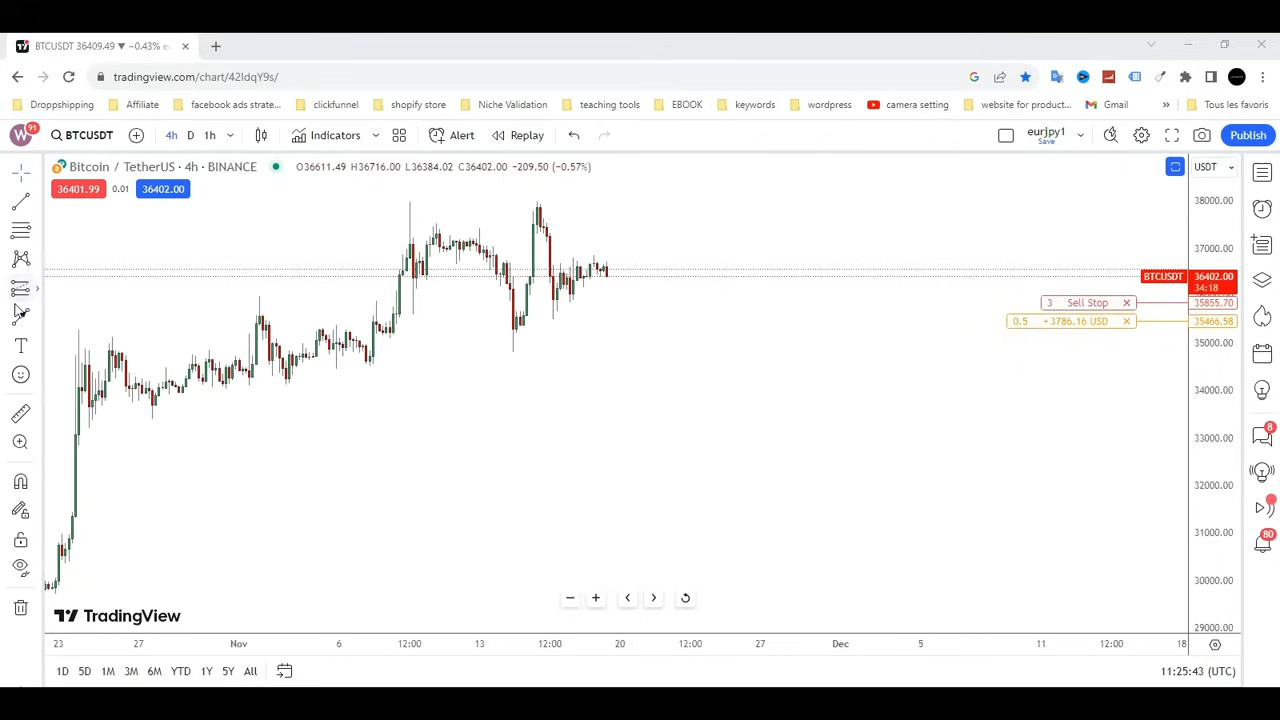 BTCUSDT 36409.49 ▼ −0.43%
tradingview.com/chart/42IdqY9s/
Droppshipping
Affiliate
facebook ads strate...
clickfunnel
shopify store
Niche Validation
teaching tools
EBOOK
keywords
wordpress
camera setting
website for product...
Gmail
»
Tous les favoris
W
91
BTCUSDT
4h
D
1h
Indicators
Alert
Replay
eurjpy1
Save
Publish
Bitcoin / TetherUS · 4h · BINANCE
O36611.49 H36716.00 L36384.02 C36402.00 −209.50 (−0.57%)
USDT
36401.99
0.01
36402.00
38000.00
37000.00
BTCUSDT
36402.00
34:18
3 Sell Stop
35855.70
0.5 +3786.16 USD
35466.58
35000.00
34000.00
33000.00
32000.00
31000.00
30000.00
29000.00
8
80
TradingView
23
27
Nov
6
12:00
13
12:00
20
12:00
27
Dec
5
11
12:00
18
1D
5D
1M
3M
6M
YTD
1Y
5Y
All
11:25:43 (UTC)